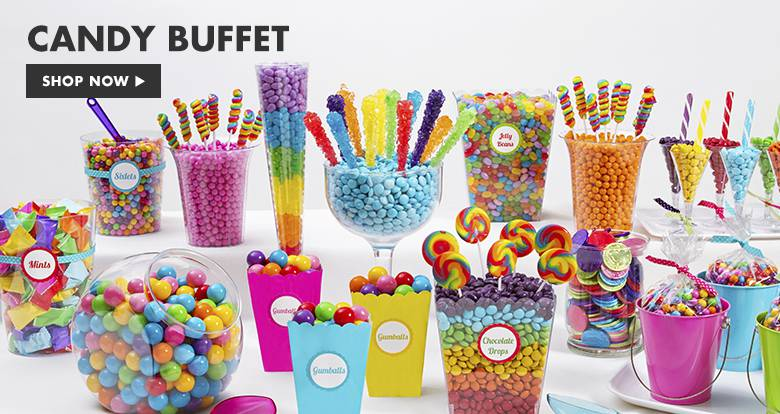 CANDY BUFFET
SHOP NOW
Sixlets
Jelly
Beans
Mints
Gumballs
Gumballs
Gumballs
Chocolate
Drops